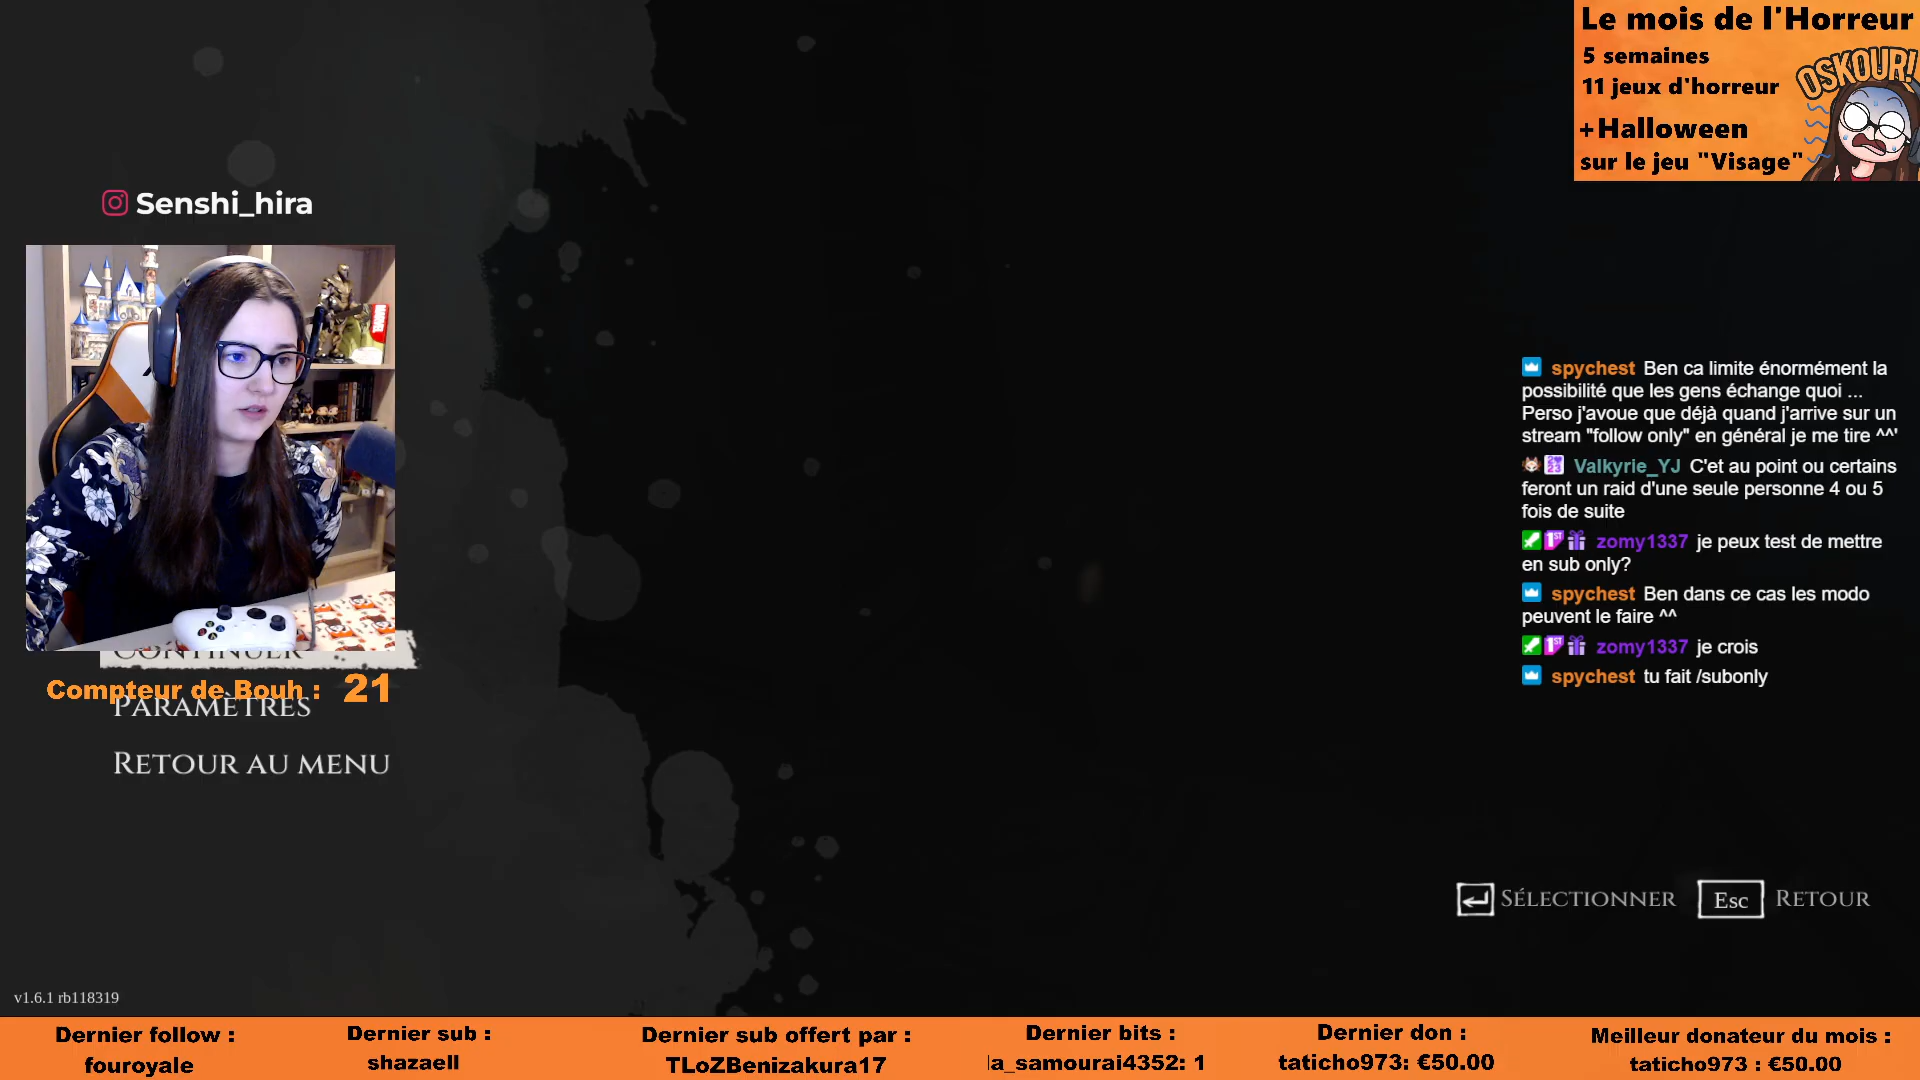 Le mois de l'Horreur
5 semaines
11 jeux d'horreur
+Halloween
sur le jeu "Visage"
OSKOUR!
Senshi_hira
MARVEL
CONTINUER
Compteur de Bouh : 21
PARAMÈTRES
RETOUR AU MENU
spychest Ben ca limite énormément la
possibilité que les gens échange quoi ...
Perso j'avoue que déjà quand j'arrive sur un
stream "follow only" en général je me tire ^^'
Valkyrie_YJ C'et au point ou certains
feront un raid d'une seule personne 4 ou 5
fois de suite
zomy1337 je peux test de mettre
en sub only?
spychest Ben dans ce cas les modo
peuvent le faire ^^
zomy1337 je crois
spychest tu fait /subonly
SÉLECTIONNER Esc RETOUR
v1.6.1 rb118319
Dernier follow :
fouroyale
Dernier sub :
shazaell
Dernier sub offert par :
TLoZBenizakura17
Dernier bits :
la_samourai4352: 1
Dernier don :
taticho973: €50.00
Meilleur donateur du mois :
taticho973 : €50.00